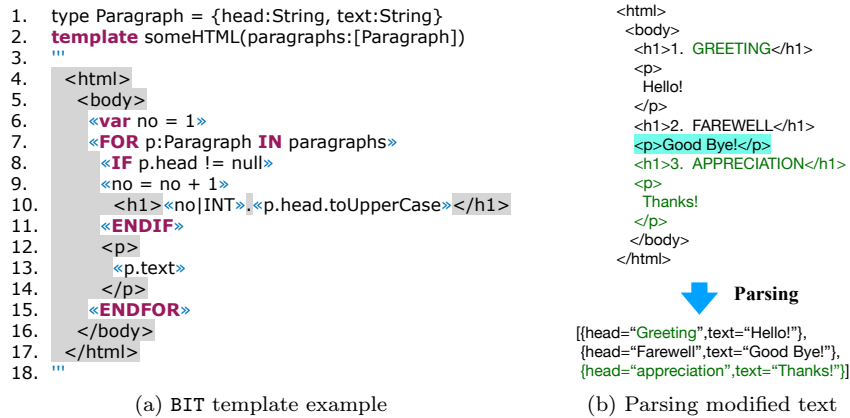 1. type Paragraph = {head:String, text:String}
2. template someHTML(paragraphs:[Paragraph])
3. '''
4. <html>
5. <body>
6. «var no = 1»
7. «FOR p:Paragraph IN paragraphs»
8. «IF p.head != null»
9. «no = no + 1»
10. <h1>«no|INT».«p.head.toUpperCase»</h1>
11. «ENDIF»
12. <p>
13. «p.text»
14. </p>
15. «ENDFOR»
16. </body>
17. </html>
18. '''
(a) BIT template example
<html>
<body>
<h1>1. GREETING</h1>
<p>
Hello!
</p>
<h1>2. FAREWELL</h1>
<p>Good Bye!</p>
<h1>3. APPRECIATION</h1>
<p>
Thanks!
</p>
</body>
</html>
Parsing
[{head=“Greeting”,text=“Hello!”},
{head=“Farewell”,text=“Good Bye!”},
{head=“appreciation”,text=“Thanks!”}]
(b) Parsing modified text